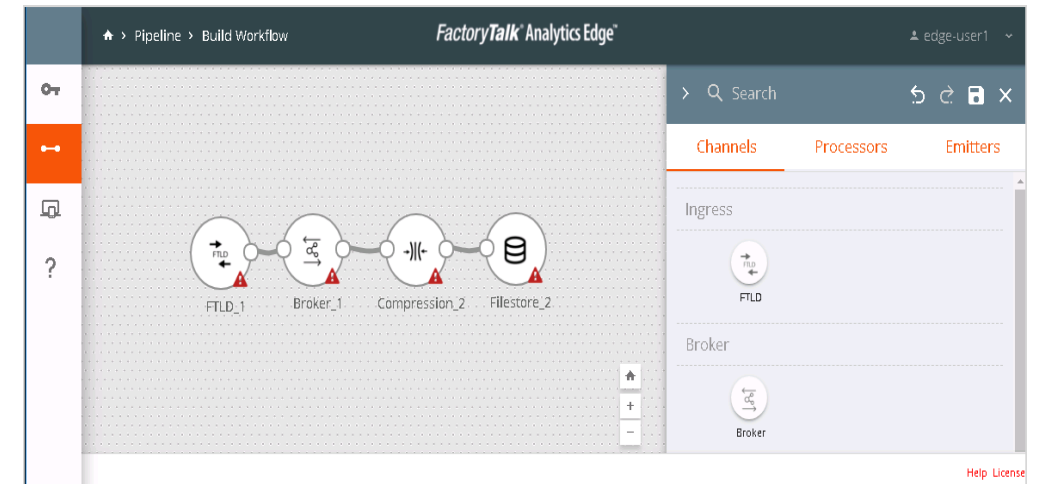 > Pipeline > Build Workflow
FactoryTalk® Analytics Edge™
edge-user1
> Search
Channels Processors Emitters
Ingress
FTLD
FTLD
Broker
Broker
FTLD
FTLD_1 Broker_1 Compression_2 Filestore_2
?
+
−
Help License